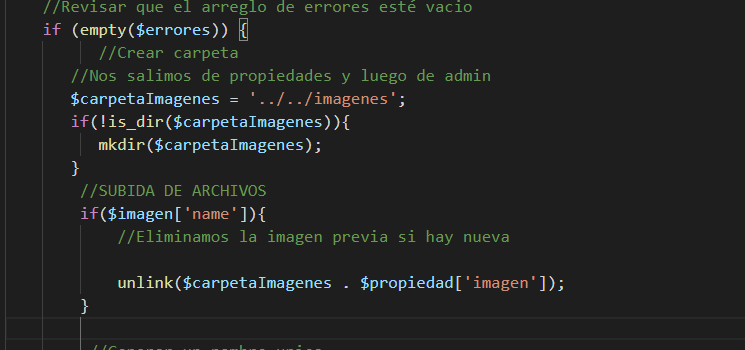 //Revisar que el arreglo de errores esté vacio
if (empty($errores)) {
//Crear carpeta
//Nos salimos de propiedades y luego de admin
$carpetaImagenes = '../../imagenes';
if(!is_dir($carpetaImagenes)){
mkdir($carpetaImagenes);
}
//SUBIDA DE ARCHIVOS
if($imagen['name']){
//Eliminamos la imagen previa si hay nueva
unlink($carpetaImagenes . $propiedad['imagen']);
}